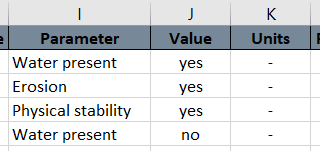 I J K
e Parameter Value Units F
Water present yes -
Erosion yes -
Physical stability yes -
Water present no -